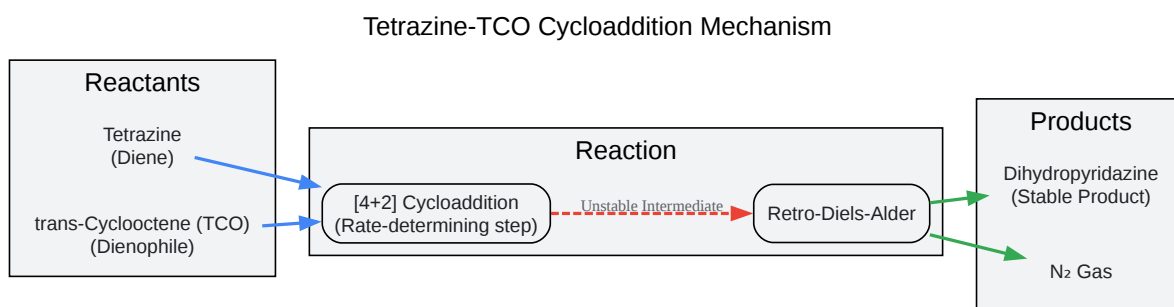 Tetrazine-TCO Cycloaddition Mechanism
Reactants
Tetrazine
(Diene)
trans-Cyclooctene (TCO)
(Dienophile)
Reaction
[4+2] Cycloaddition
(Rate-determining step)
Unstable Intermediate
Retro-Diels-Alder
Products
Dihydropyridazine
(Stable Product)
N₂ Gas